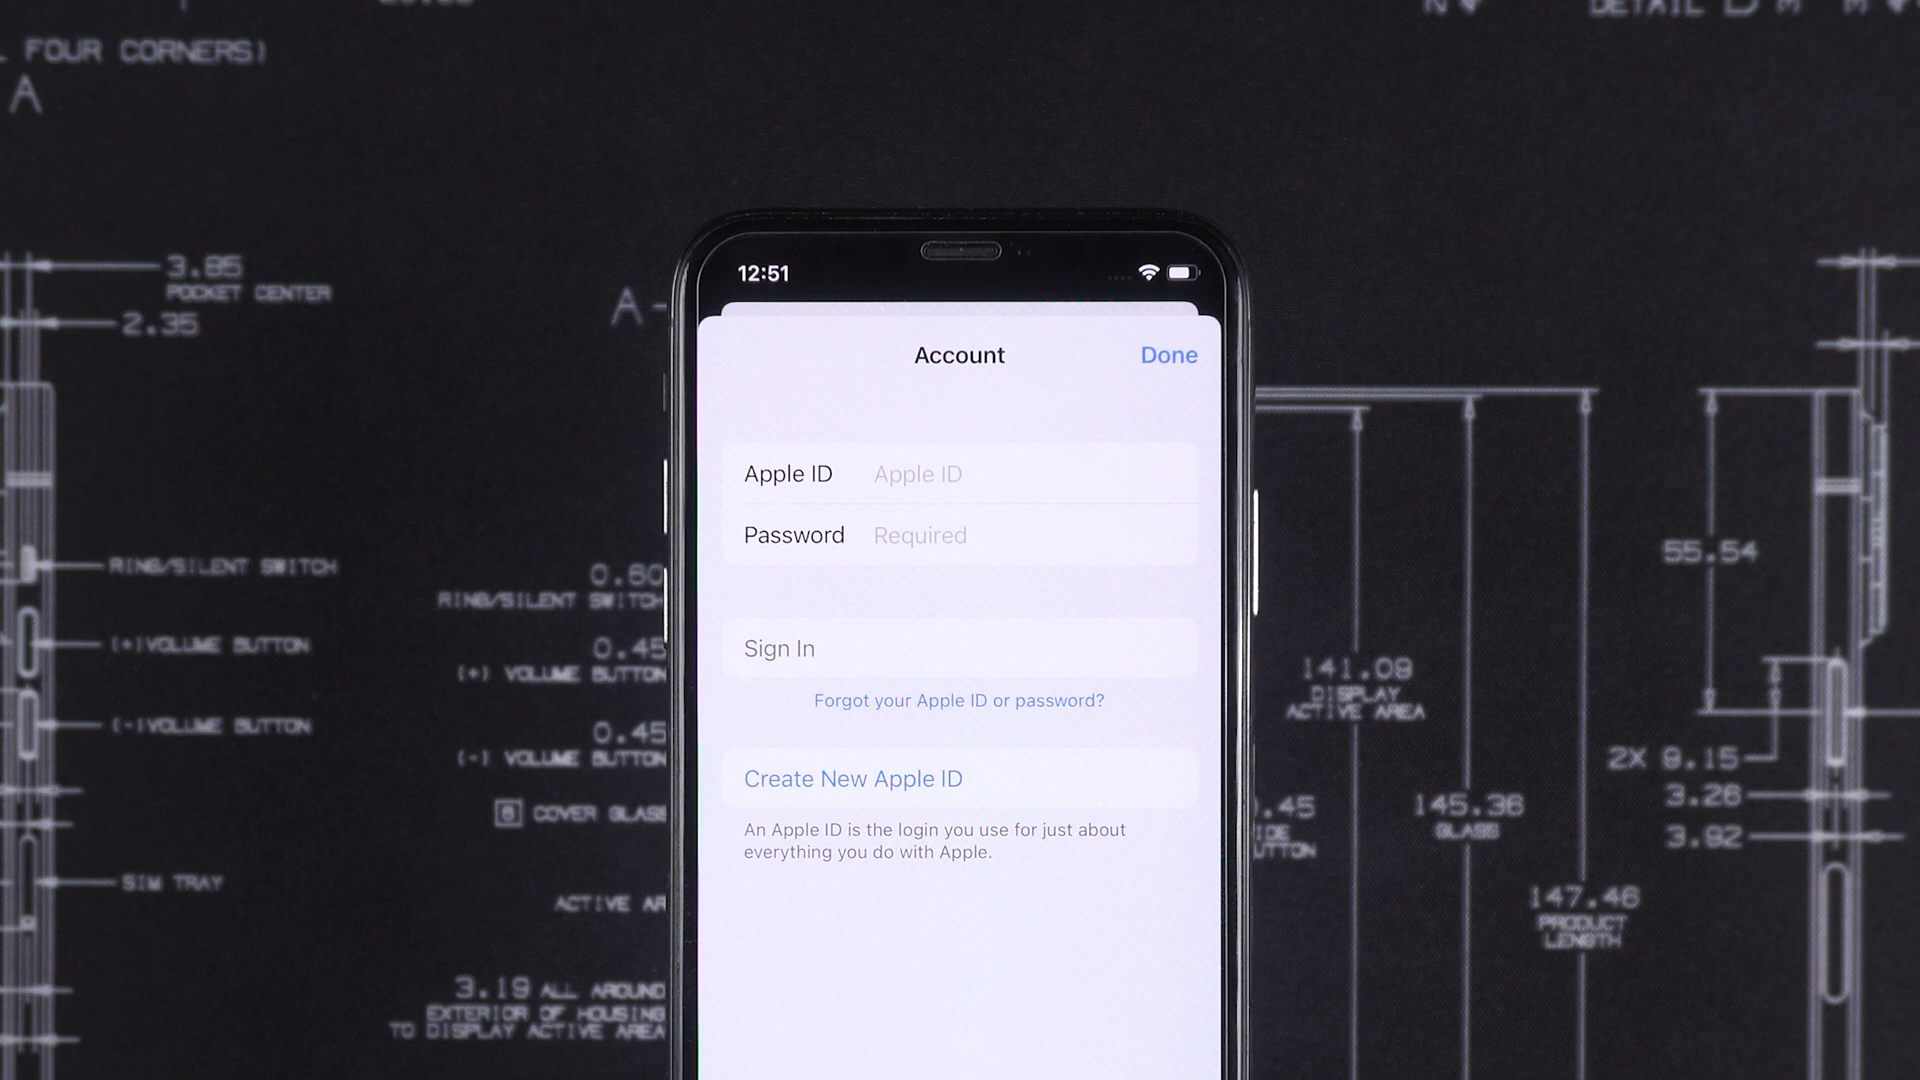 FOUR CORNERS)
A
3.85
POCKET CENTER
2.35
A
RING/SILENT SWITCH
(+)VOLUME BUTTON
(-)VOLUME BUTTON
SIM TRAY
0.60
RING/SILENT SWITCH
0.45
(+) VOLUME BUTTON
0.45
(-) VOLUME BUTTON
B COVER GLASS
ACTIVE AR
3.19 ALL AROUND
EXTERIOR OF HOUSING
TO DISPLAY ACTIVE AREA
12:51
Account
Done
Apple ID Apple ID
Password Required
Sign In
Forgot your Apple ID or password?
Create New Apple ID
An Apple ID is the login you use for just about
everything you do with Apple.
DETAIL
141.09
DISPLAY
ACTIVE AREA
.45
145.36
GLASS
147.46
PRODUCT
LENGTH
55.54
2X 9.15
3.26
3.92